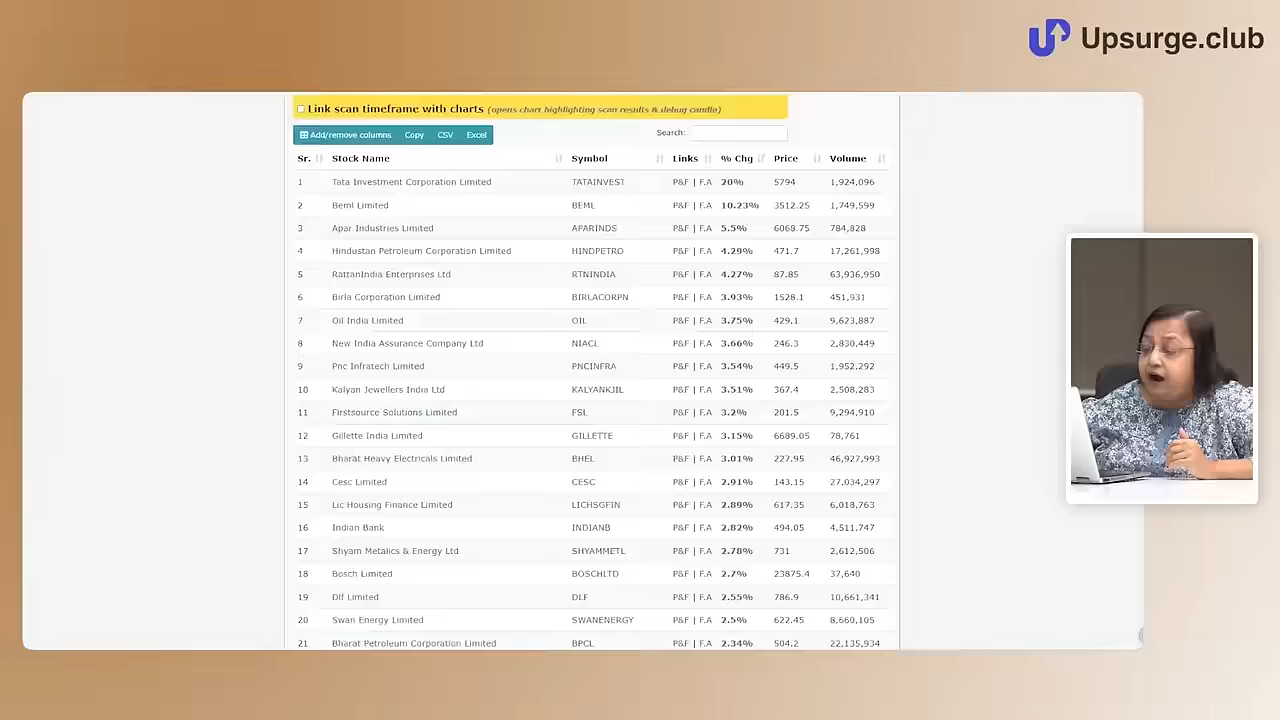 Upsurge.club
Link scan timeframe with charts (opens chart highlighting scan results & debug candle)
Add/remove columns Copy CSV Excel Search:
Sr. Stock Name Symbol Links % Chg Price Volume
1 Tata Investment Corporation Limited TATAINVEST P&F | F.A 20% 5794 1,924,096
2 Beml Limited BEML P&F | F.A 10.23% 3512.25 1,749,599
3 Apar Industries Limited APARINDS P&F | F.A 5.5% 6068.75 784,828
4 Hindustan Petroleum Corporation Limited HINDPETRO P&F | F.A 4.29% 471.7 17,261,998
5 RattanIndia Enterprises Ltd RTNINDIA P&F | F.A 4.27% 87.85 63,936,950
6 Birla Corporation Limited BIRLACORPN P&F | F.A 3.93% 1528.1 451,931
7 Oil India Limited OIL P&F | F.A 3.75% 429.1 9,623,887
8 New India Assurance Company Ltd NIACL P&F | F.A 3.66% 246.3 2,830,449
9 Pnc Infratech Limited PNCINFRA P&F | F.A 3.54% 449.5 1,952,292
10 Kalyan Jewellers India Ltd KALYANKJIL P&F | F.A 3.51% 367.4 2,508,283
11 Firstsource Solutions Limited FSL P&F | F.A 3.2% 201.5 9,294,910
12 Gillette India Limited GILLETTE P&F | F.A 3.15% 6689.05 78,761
13 Bharat Heavy Electricals Limited BHEL P&F | F.A 3.01% 227.95 46,927,993
14 Cesc Limited CESC P&F | F.A 2.91% 143.15 27,034,297
15 Lic Housing Finance Limited LICHSGFIN P&F | F.A 2.89% 617.35 6,018,763
16 Indian Bank INDIANB P&F | F.A 2.82% 494.05 4,511,747
17 Shyam Metalics & Energy Ltd SHYAMMETL P&F | F.A 2.78% 731 2,612,506
18 Bosch Limited BOSCHLTD P&F | F.A 2.7% 23875.4 37,640
19 Dlf Limited DLF P&F | F.A 2.55% 786.9 10,661,341
20 Swan Energy Limited SWANENERGY P&F | F.A 2.5% 622.45 8,660,105
21 Bharat Petroleum Corporation Limited BPCL P&F | F.A 2.34% 504.2 22,135,934